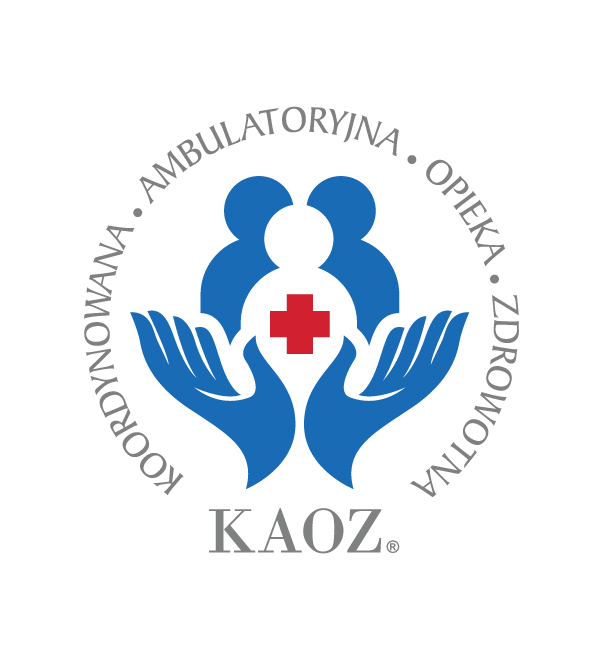 KOORDYNOWANA • AMBULATORYJNA • OPIEKA • ZDROWOTNA
KAOZ®